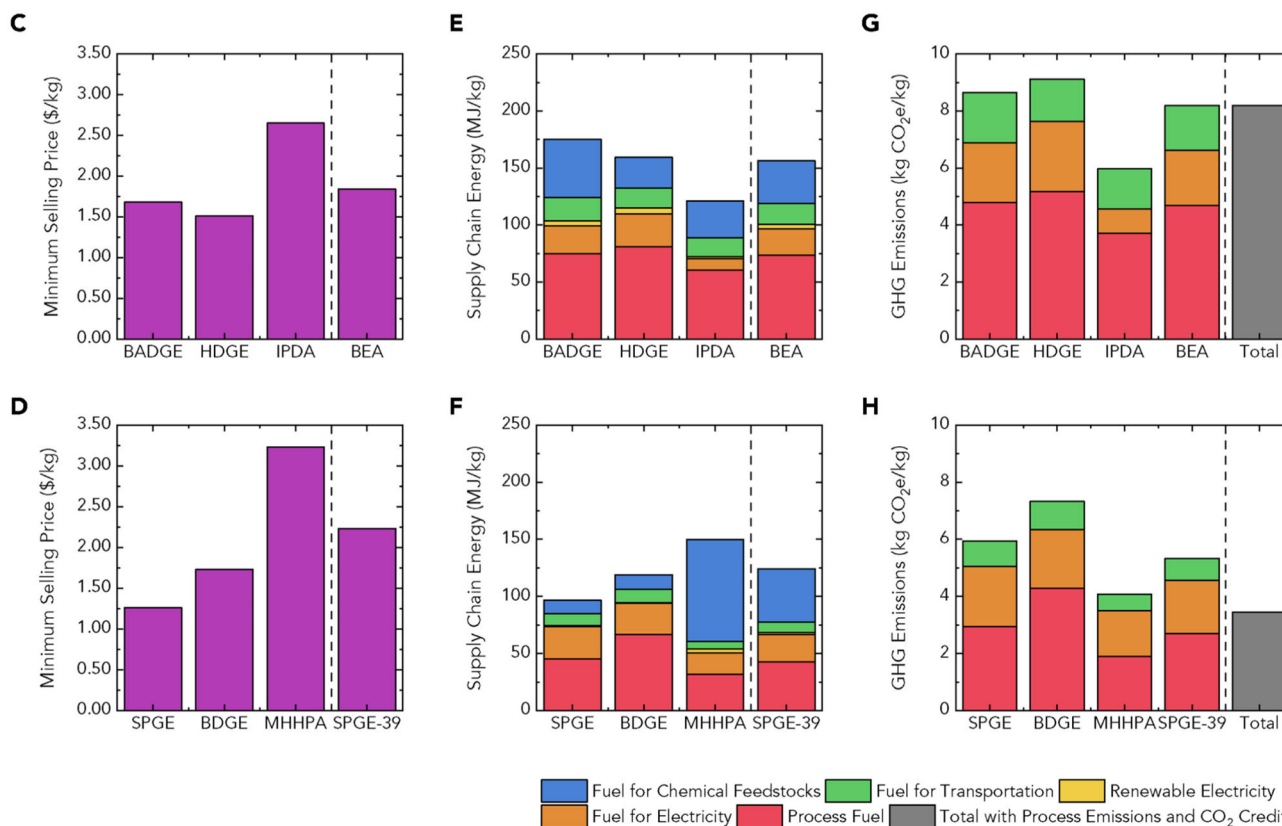 C
3.50
3.00
2.50
2.00
1.50
1.00
0.50
0.00
Minimum Selling Price ($/kg)
BADGE HDGE IPDA BEA
E
250
200
150
100
50
0
Supply Chain Energy (MJ/kg)
BADGE HDGE IPDA BEA
G
10
8
6
4
2
0
GHG Emissions (kg CO₂e/kg)
BADGE HDGE IPDA BEA Total
D
3.50
3.00
2.50
2.00
1.50
1.00
0.50
0.00
Minimum Selling Price ($/kg)
SPGE BDGE MHHPA SPGE-39
F
250
200
150
100
50
0
Supply Chain Energy (MJ/kg)
SPGE BDGE MHHPA SPGE-39
H
10
8
6
4
2
0
GHG Emissions (kg CO₂e/kg)
SPGE BDGE MHHPA SPGE-39 Total
Fuel for Chemical Feedstocks Fuel for Transportation Renewable Electricity
Fuel for Electricity Process Fuel Total with Process Emissions and CO₂ Credi